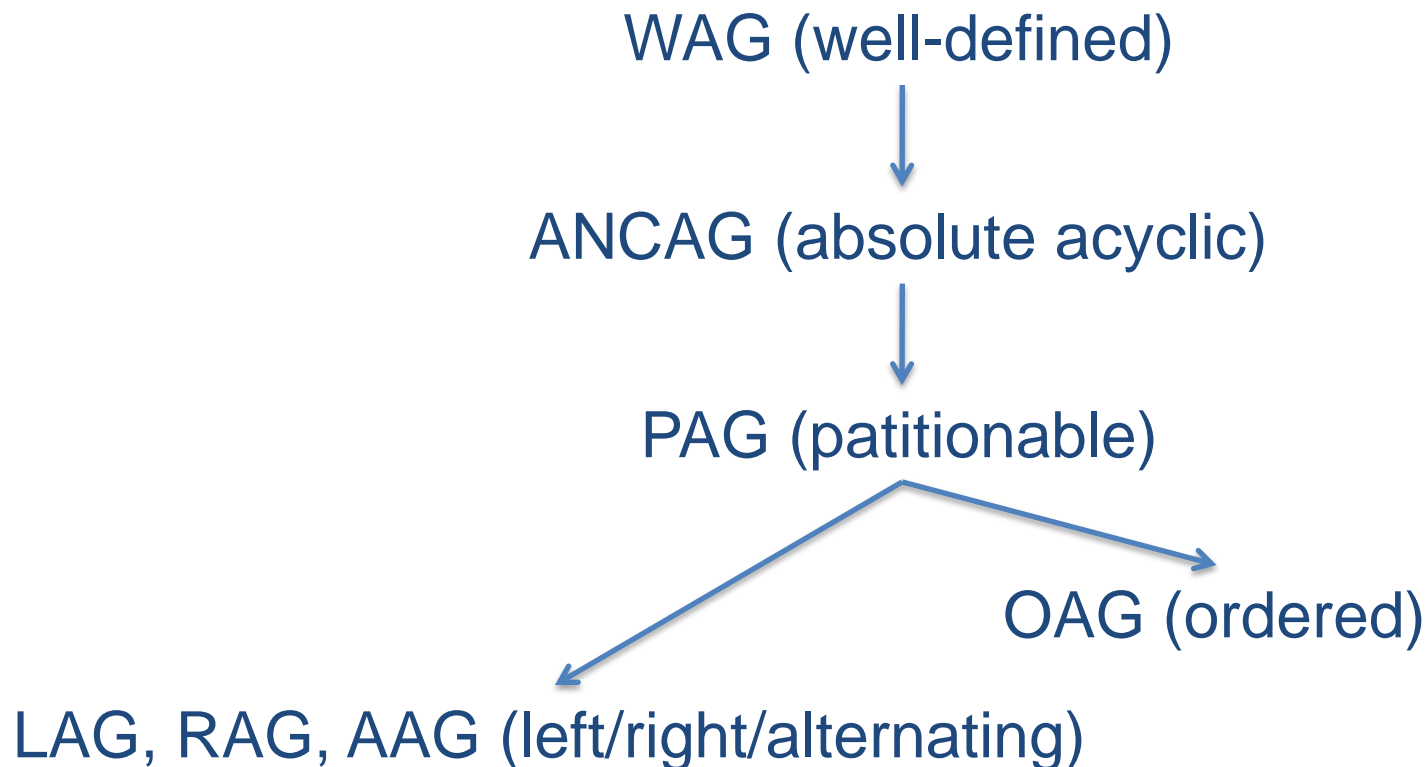 WAG (well-defined)
ANCAG (absolute acyclic)
PAG (patitionable)
OAG (ordered)
LAG, RAG, AAG (left/right/alternating)